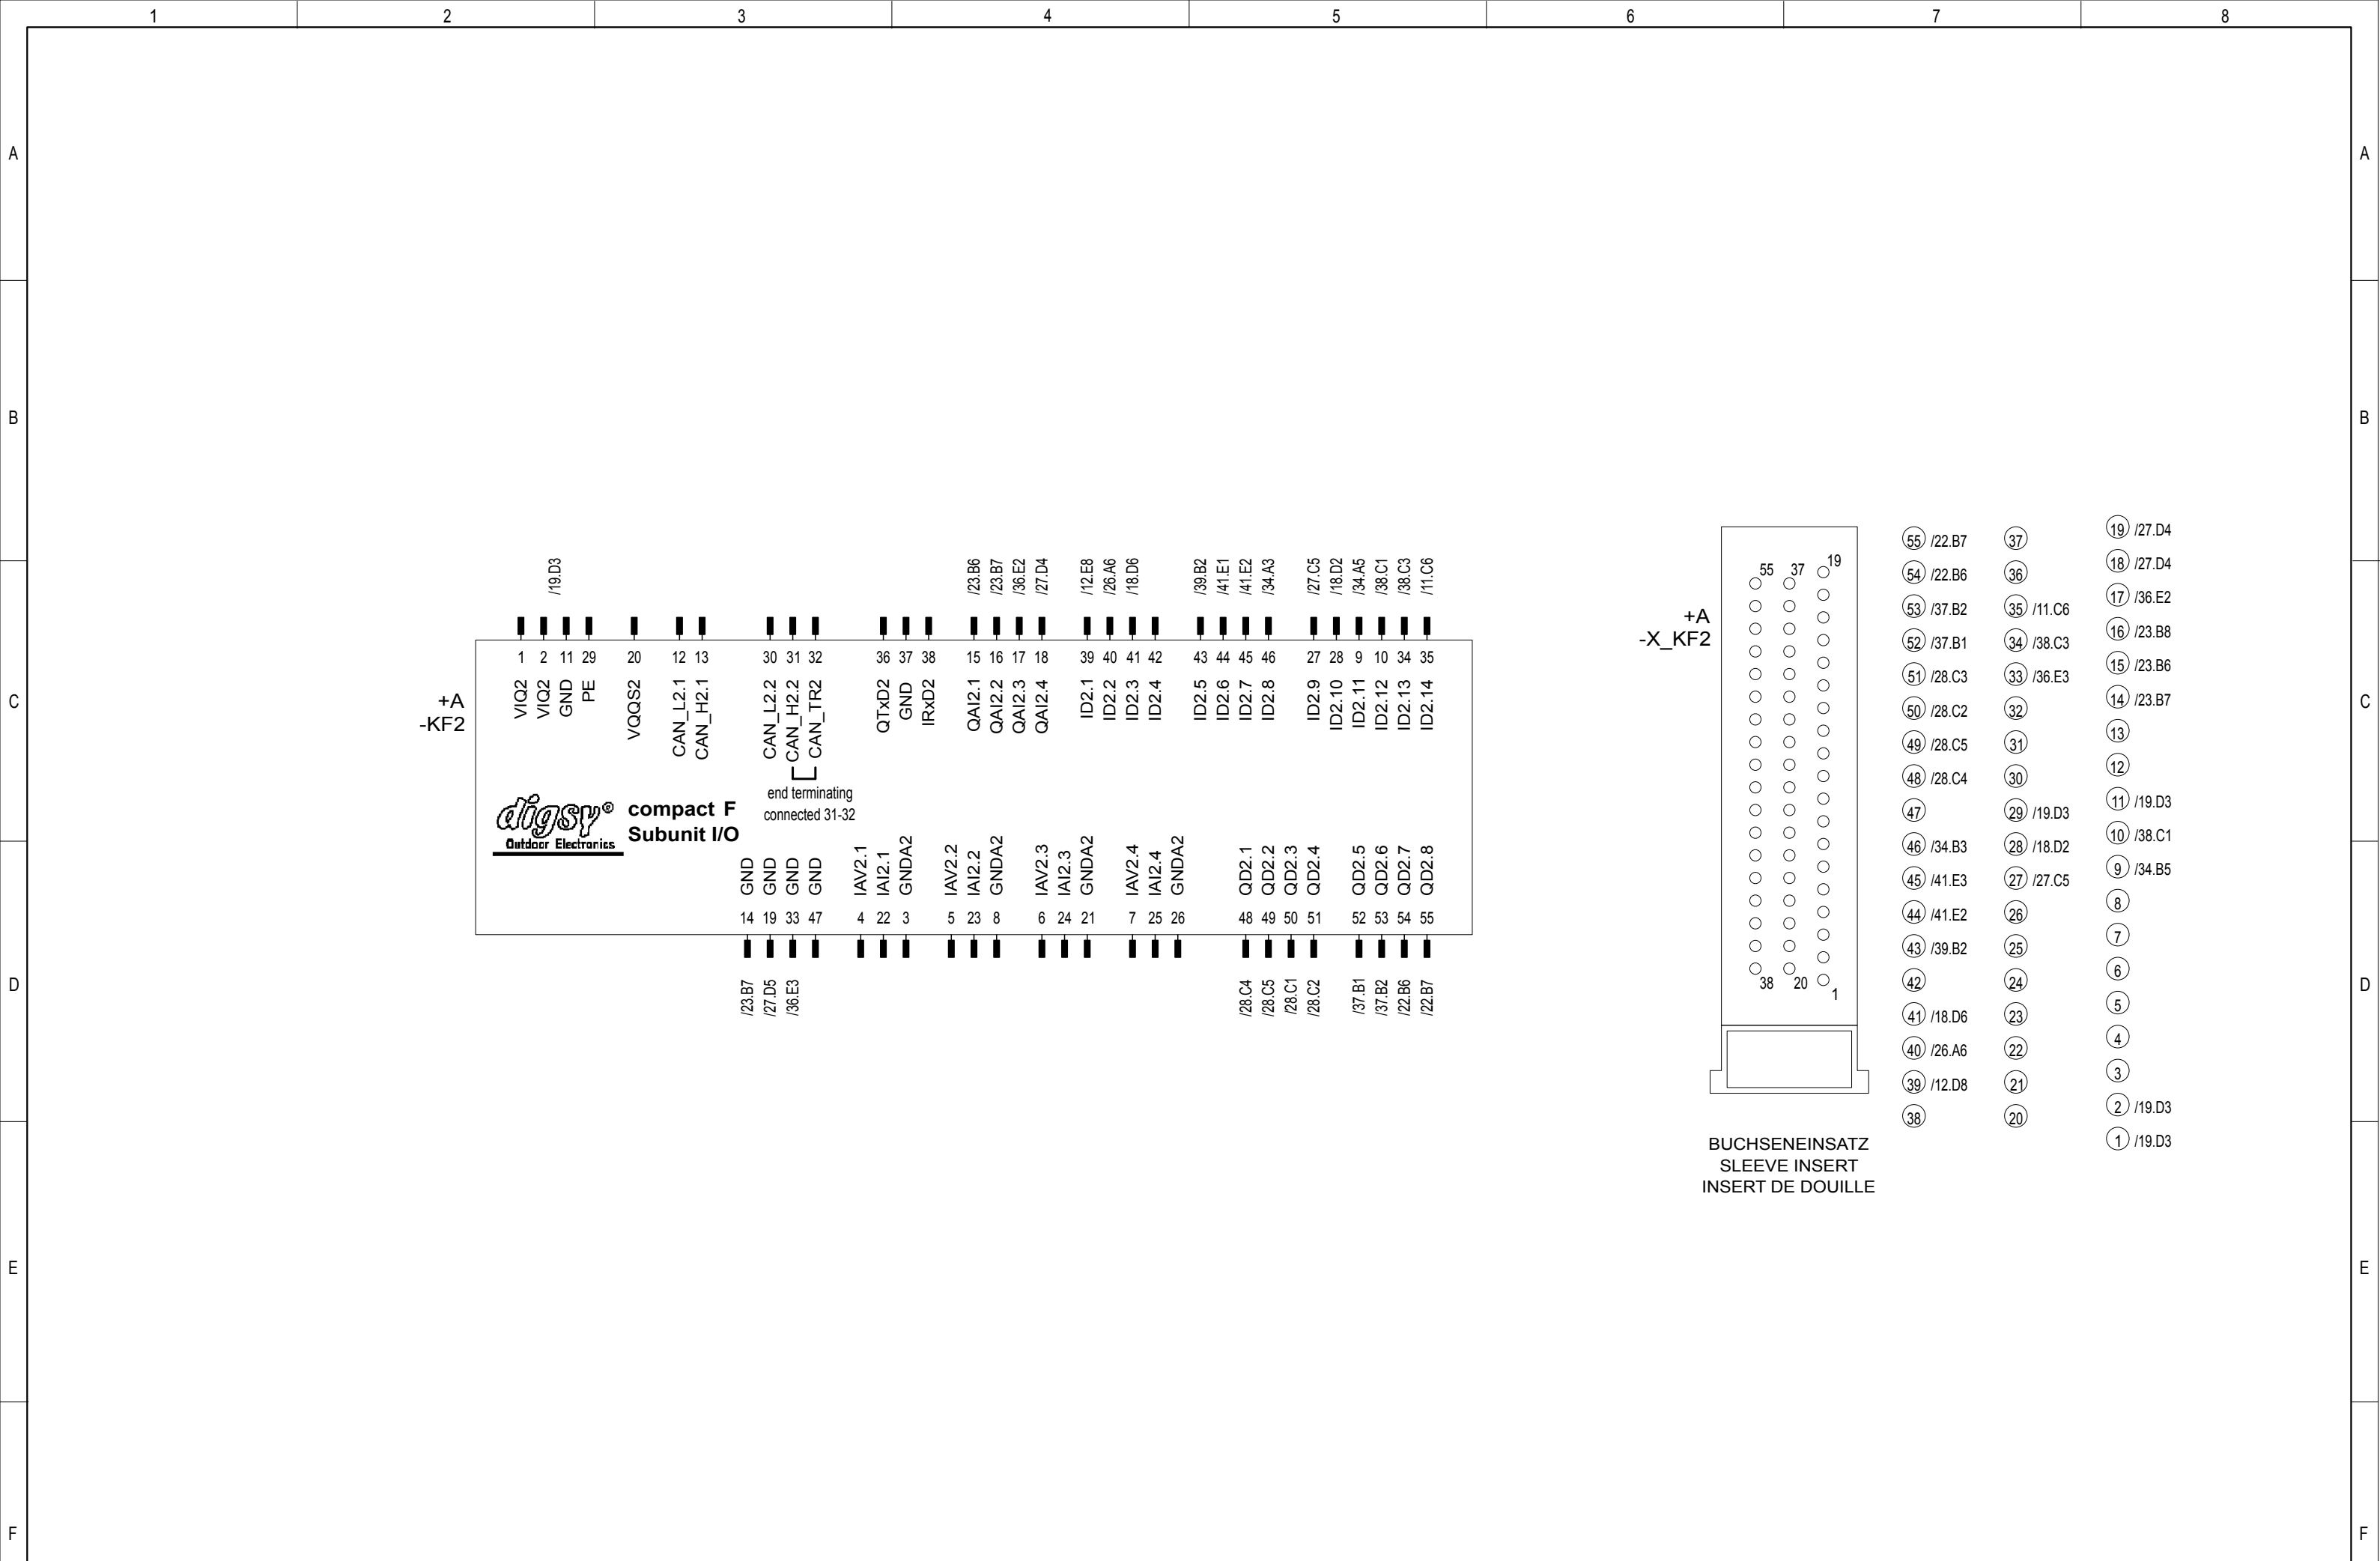 1 2 3 4 5 6 7 8
A A
B B
C C
D D
E E
F F
+A
-KF2
/19.D3
/23.B6 /23.B7 /36.E2 /27.D4
/12.E8 /26.A6 /18.D6
/39.B2 /41.E1 /41.E2 /34.A3
/27.C5 /18.D2 /34.A5 /38.C1 /38.C3 /11.C6
1 2 11 29 20 12 13 30 31 32 36 37 38 15 16 17 18 39 40 41 42 43 44 45 46 27 28 9 10 34 35
VIQ2
VIQ2
GND
PE
VQQS2
CAN_L2.1
CAN_H2.1
CAN_L2.2
CAN_H2.2
CAN_TR2
QTxD2
GND
IRxD2
QAI2.1
QAI2.2
QAI2.3
QAI2.4
ID2.1
ID2.2
ID2.3
ID2.4
ID2.5
ID2.6
ID2.7
ID2.8
ID2.9
ID2.10
ID2.11
ID2.12
ID2.13
ID2.14
end terminating
connected 31-32
digsy®
Outdoor Electronics
compact F
Subunit I/O
GND
GND
GND
GND
IAV2.1
IAI2.1
GNDA2
IAV2.2
IAI2.2
GNDA2
IAV2.3
IAI2.3
GNDA2
IAV2.4
IAI2.4
GNDA2
QD2.1
QD2.2
QD2.3
QD2.4
QD2.5
QD2.6
QD2.7
QD2.8
14 19 33 47 4 22 3 5 23 8 6 24 21 7 25 26 48 49 50 51 52 53 54 55
/23.B7 /27.D5 /36.E3
/28.C4 /28.C5 /28.C1 /28.C2
/37.B1 /37.B2 /22.B6 /22.B7
+A
-X_KF2
55 37 19
38 20 1
BUCHSENEINSATZ
SLEEVE INSERT
INSERT DE DOUILLE
55 /22.B7
54 /22.B6
53 /37.B2
52 /37.B1
51 /28.C3
50 /28.C2
49 /28.C5
48 /28.C4
47
46 /34.B3
45 /41.E3
44 /41.E2
43 /39.B2
42
41 /18.D6
40 /26.A6
39 /12.D8
38
37
36
35 /11.C6
34 /38.C3
33 /36.E3
32
31
30
29 /19.D3
28 /18.D2
27 /27.C5
26
25
24
23
22
21
20
19 /27.D4
18 /27.D4
17 /36.E2
16 /23.B8
15 /23.B6
14 /23.B7
13
12
11 /19.D3
10 /38.C1
9 /34.B5
8
7
6
5
4
3
2 /19.D3
1 /19.D3